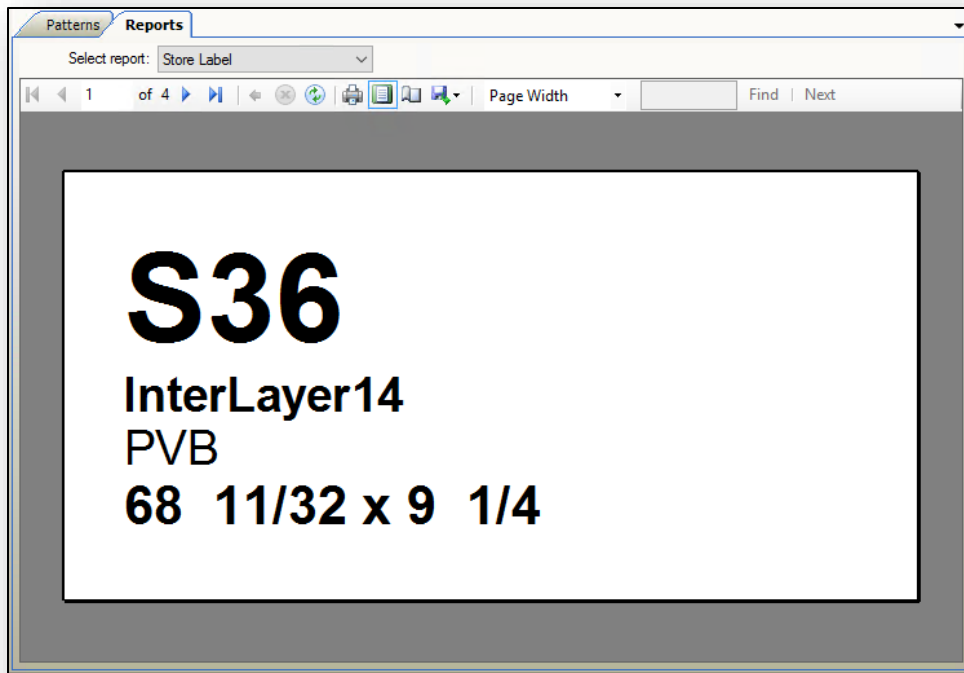 Patterns Reports
Select report: Store Label
1 of 4 Page Width Find | Next
S36
InterLayer14
PVB
68 11/32 x 9 1/4